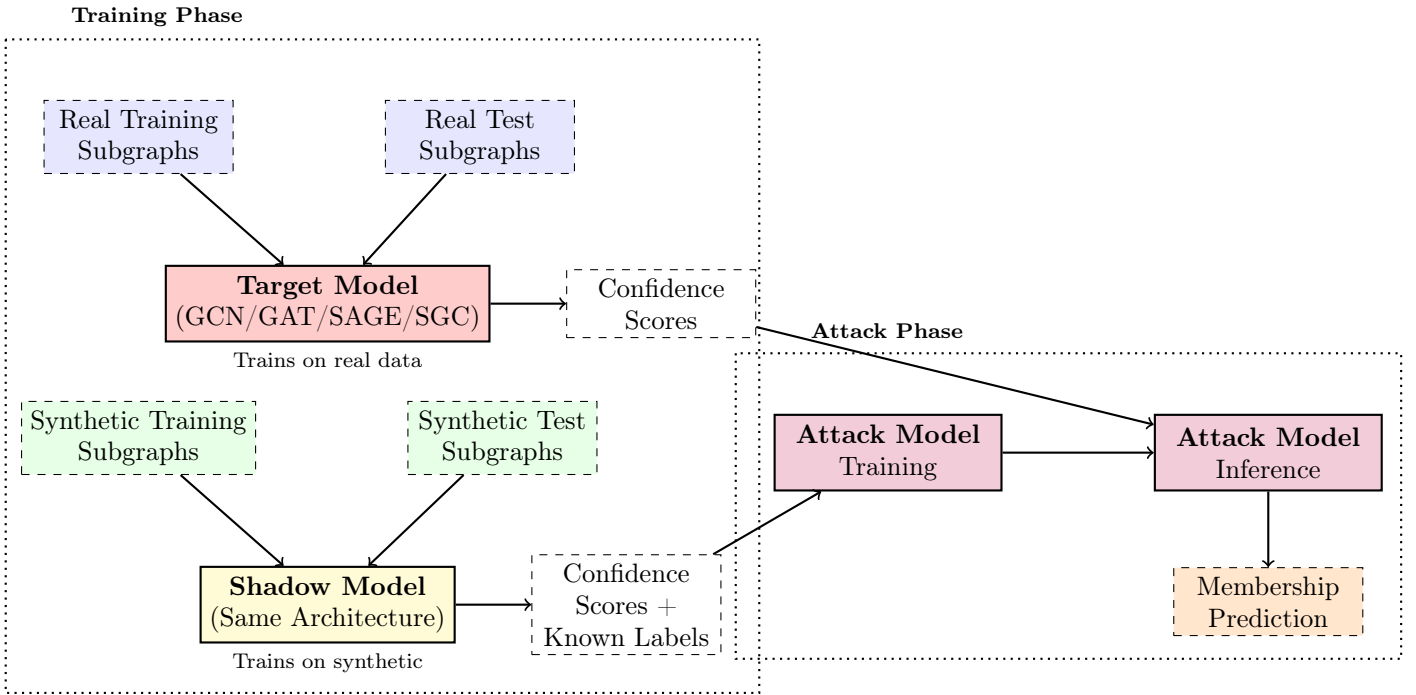 Training Phase
Real Training
Subgraphs
Real Test
Subgraphs
Target Model
(GCN/GAT/SAGE/SGC)
Trains on real data
Confidence
Scores
Synthetic Training
Subgraphs
Synthetic Test
Subgraphs
Shadow Model
(Same Architecture)
Trains on synthetic
Confidence
Scores +
Known Labels
Attack Phase
Attack Model
Training
Attack Model
Inference
Membership
Prediction